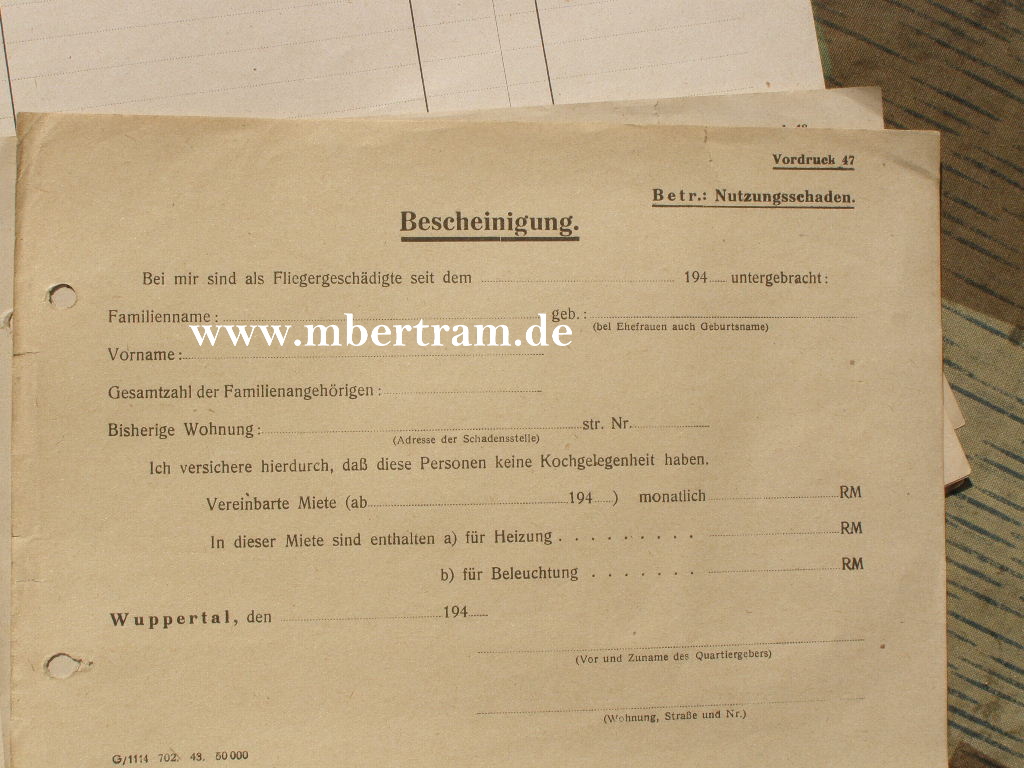 Vordruck 47
Betr.: Nutzungsschaden.
Bescheinigung.
Bei mir sind als Fliegergeschädigte seit dem 194 untergebracht:
Familienname: geb.:
(bei Ehefrauen auch Geburtsname)
www.mbertram.de
Vorname:
Gesamtzahl der Familienangehörigen:
Bisherige Wohnung: str. Nr.
(Adresse der Schadensstelle)
Ich versichere hierdurch, daß diese Personen keine Kochgelegenheit haben.
Vereinbarte Miete (ab 194 ) monatlich RM
In dieser Miete sind enthalten a) für Heizung . . . . . . . . . RM
b) für Beleuchtung . . . . . . . RM
Wuppertal, den 194
(Vor und Zuname des Quartiergebers)
(Wohnung, Straße und Nr.)
G/1114 702. 43. 50 000